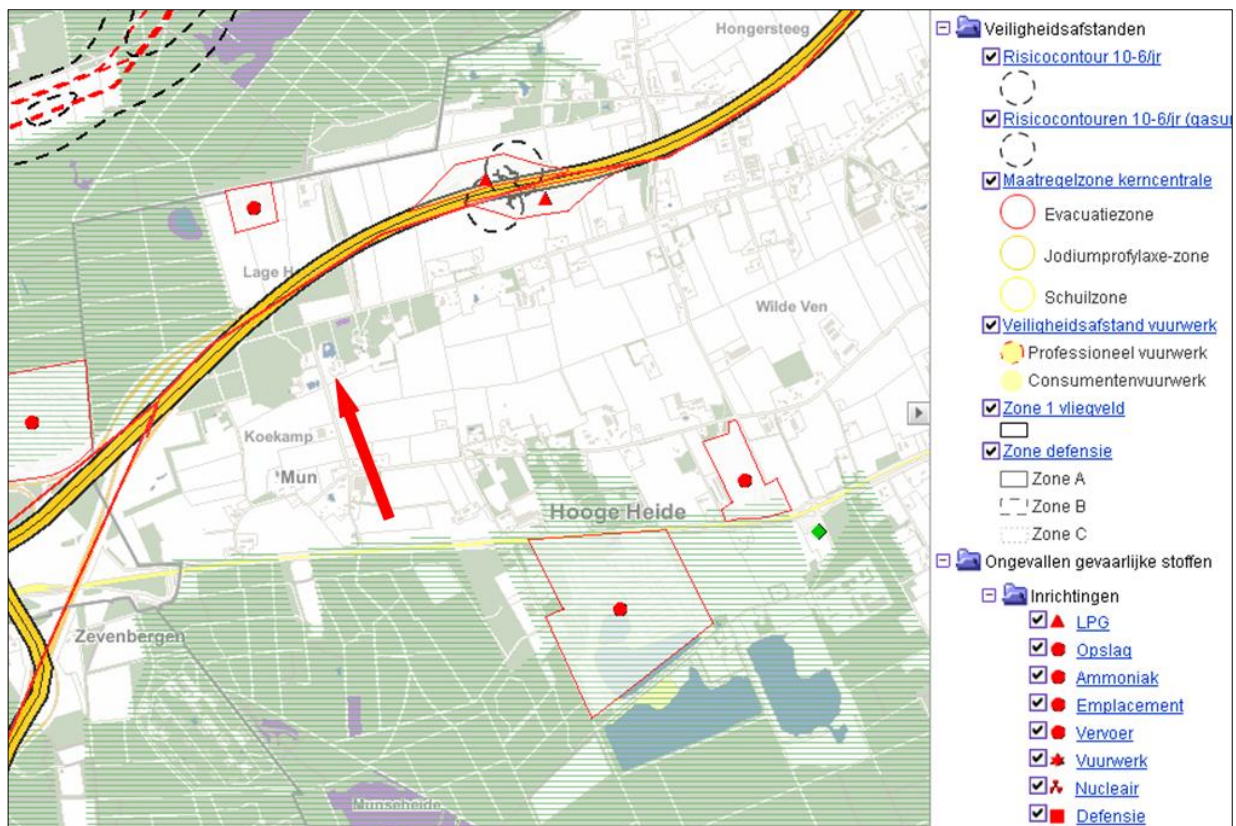 Hongersteeg
Lage H
Wilde Ven
Koekamp
'Mun
Hooge Heide
Zevenbergen
Munscheide
Veiligheidsafstanden
Risicocontour 10-6/jr
Risicocontouren 10-6/jr (gasu
Maatregelzone kerncentrale
Evacuatiezone
Jodiumprofylaxe-zone
Schuilzone
Veiligheidsafstand vuurwerk
Professioneel vuurwerk
Consumentenvuurwerk
Zone 1 vliegveld
Zone defensie
Zone A
Zone B
Zone C
Ongevallen gevaarlijke stoffen
Inrichtingen
LPG
Opslag
Ammoniak
Emplacement
Vervoer
Vuurwerk
Nucleair
Defensie